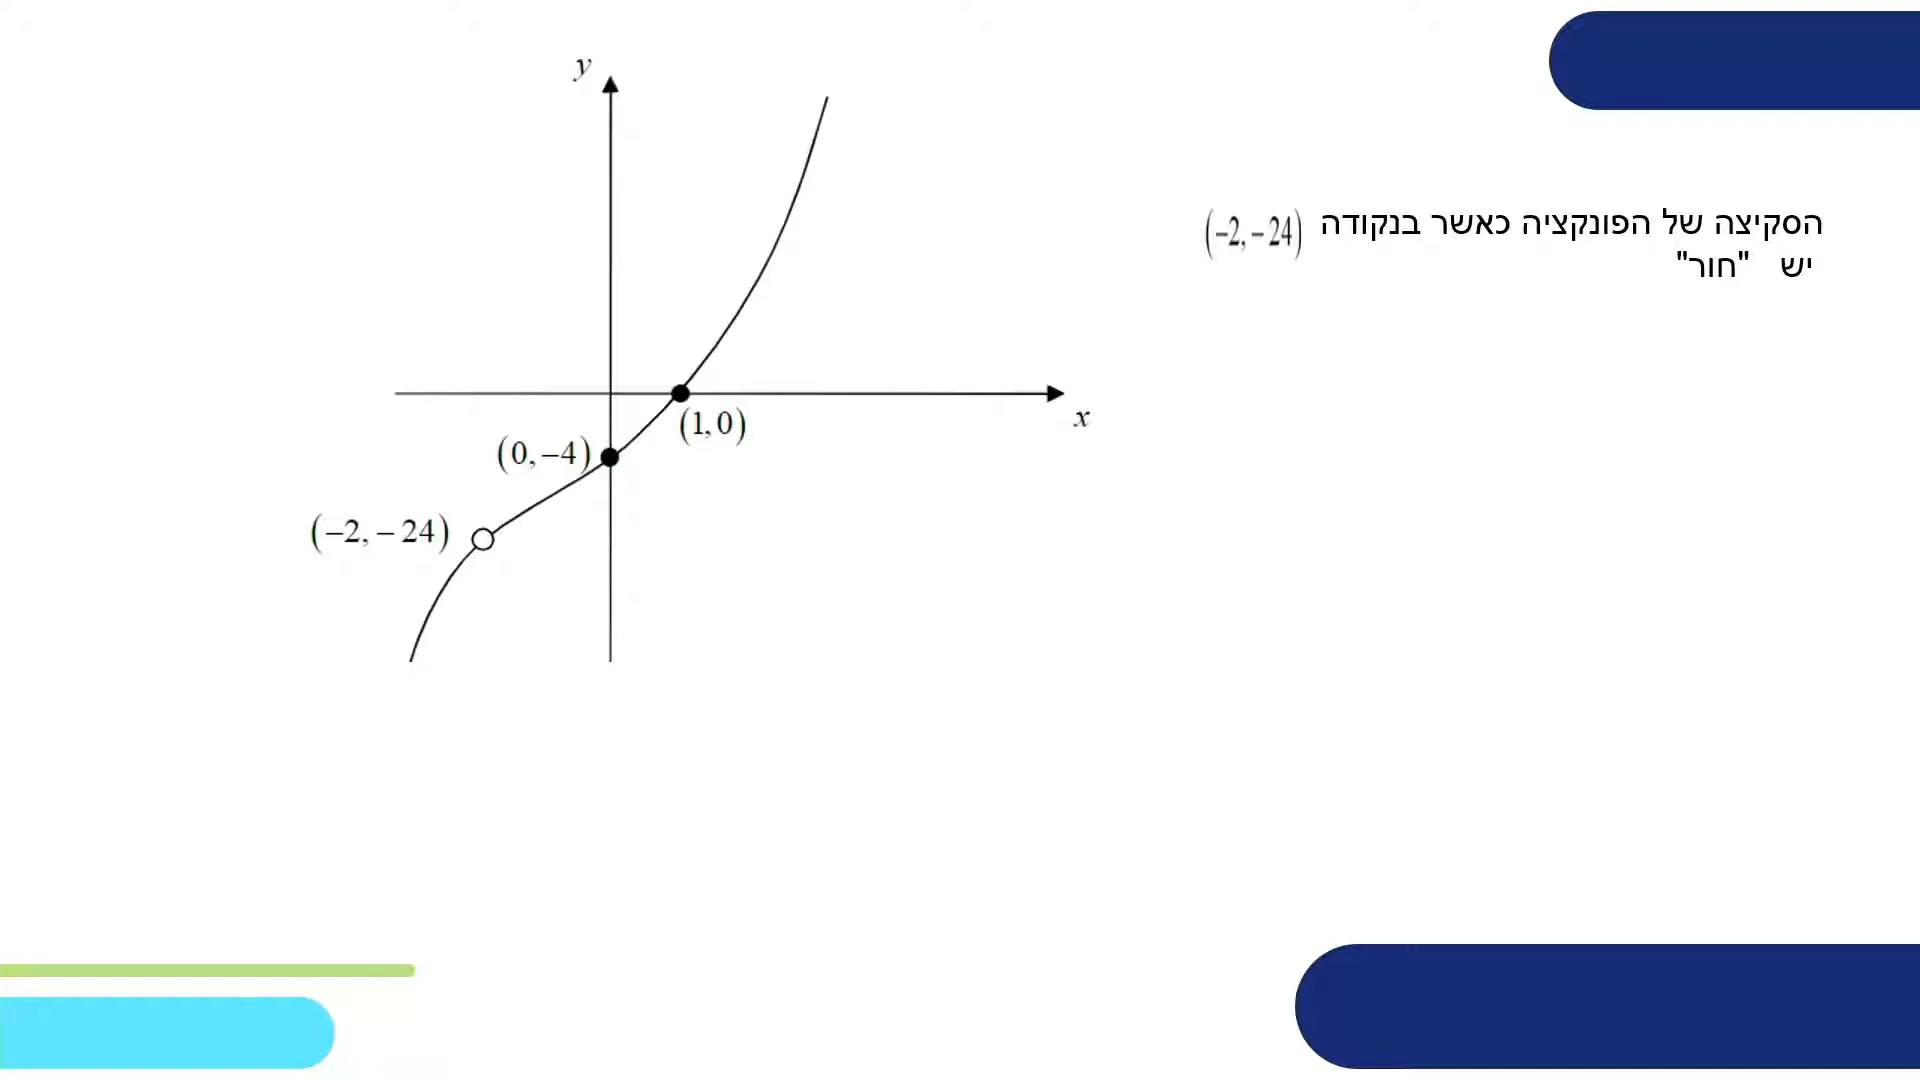 הסקיצה של הפונקציה כאשר בנקודה (−2,−24)
יש "חור"
y
x
(1,0)
(0,−4)
(−2,−24)